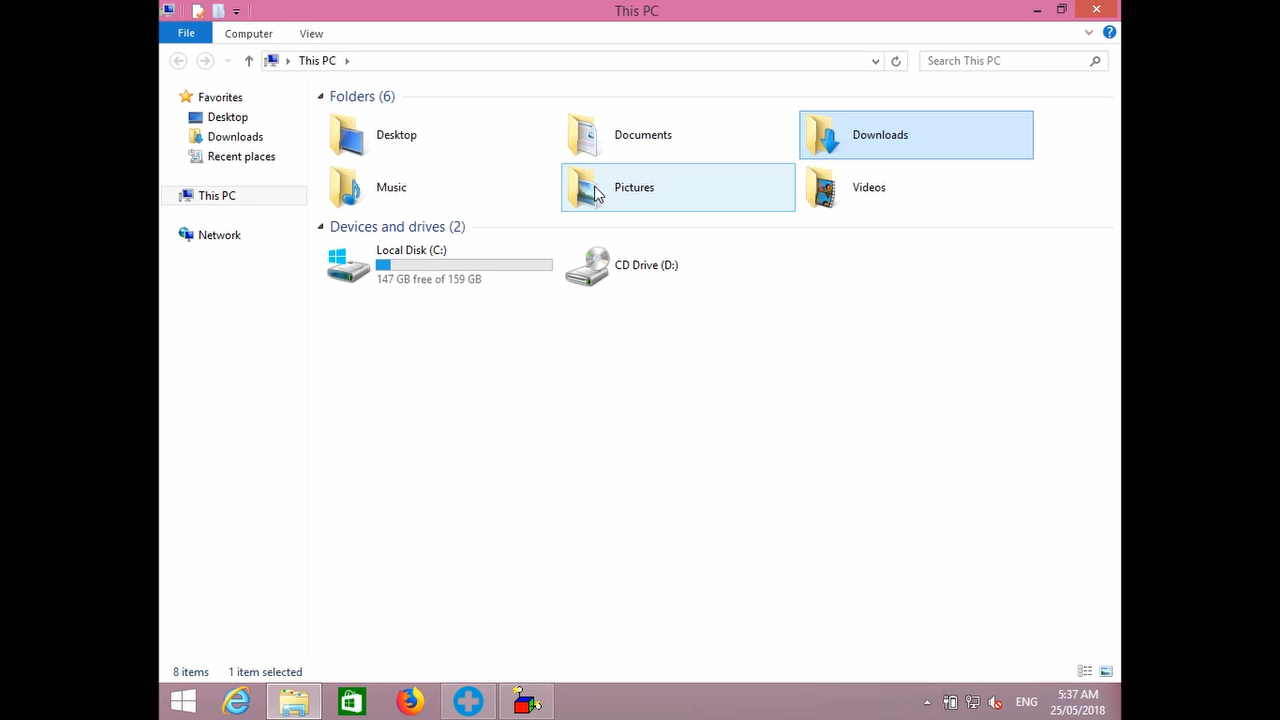 This PC
File Computer View
This PC
Search This PC
Favorites
Desktop
Downloads
Recent places
This PC
Network
Folders (6)
Desktop
Documents
Downloads
Music
Pictures
Videos
Devices and drives (2)
Local Disk (C:)
147 GB free of 159 GB
CD Drive (D:)
8 items 1 item selected
ENG
5:37 AM
25/05/2018